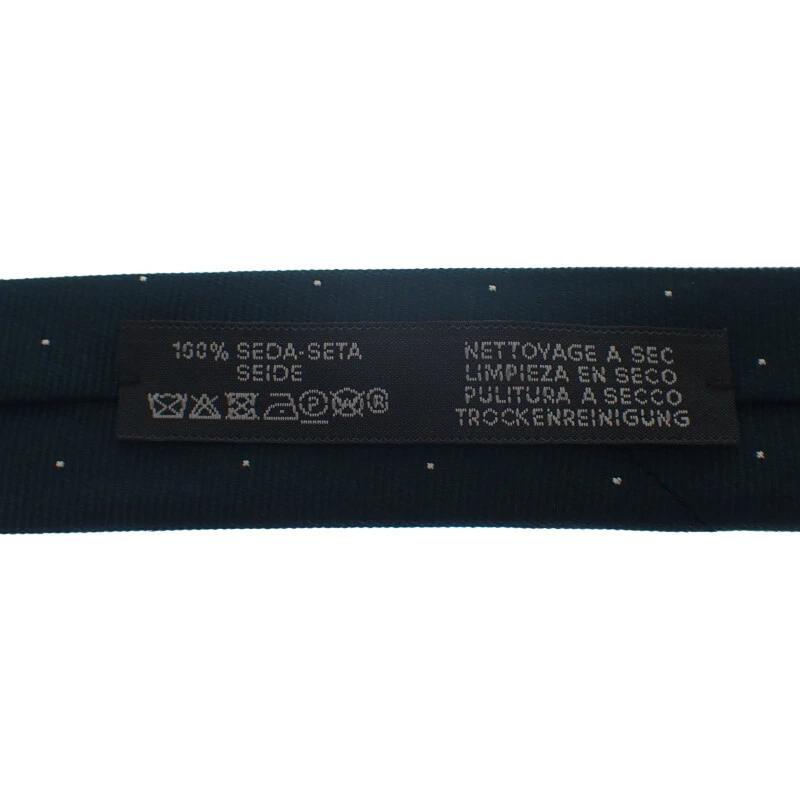 100% SEDA-SETA
SEIDE
P W ®
NETTOYAGE A SEC
LIMPIEZA EN SECO
PULITURA A SECCO
TROCKENREINIGUNG